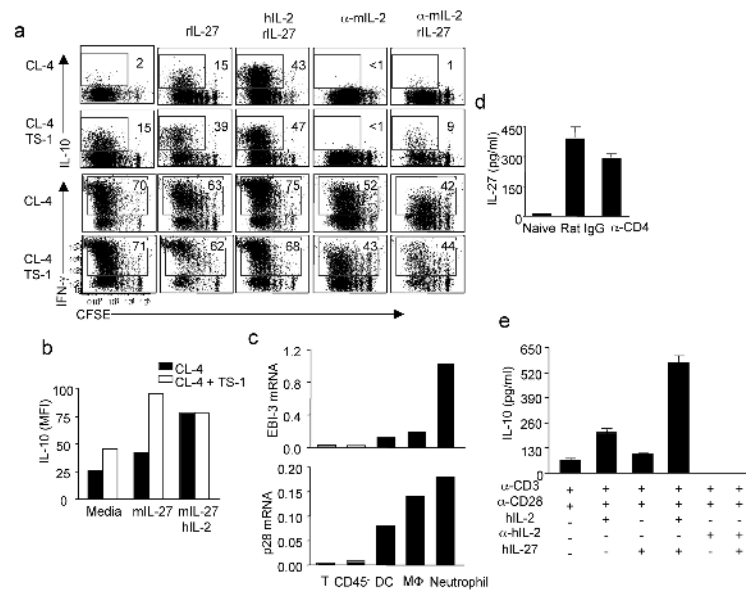 a
rIL-27
hIL-2
rIL-27
α-mIL-2
α-mIL-2
rIL-27
CL-4
2
15
43
<1
1
CL-4
TS-1
IL-10
15
39
47
<1
9
CL-4
70
63
75
52
42
CL-4
TS-1
IFN-γ
71
62
68
43
44
CFSE
d
IL-27 (pg/ml)
450
300
150
0
Naive Rat IgG α-CD4
b
CL-4
CL-4 + TS-1
IL-10 (MFI)
100
75
50
25
0
Media mIL-27 mIL-27
hIL-2
c
EBI-3 mRNA
1.2
0.8
0.4
0.0
p28 mRNA
0.20
0.15
0.10
0.05
0.00
T CD45- DC MΦ Neutrophil
e
IL-10 (pg/ml)
650
520
390
260
130
0
α-CD3 + + + + + +
α-CD28 + + + + + +
hIL-2 - + - + - -
α-hIL-2 - - - - + +
hIL-27 - - + + - +